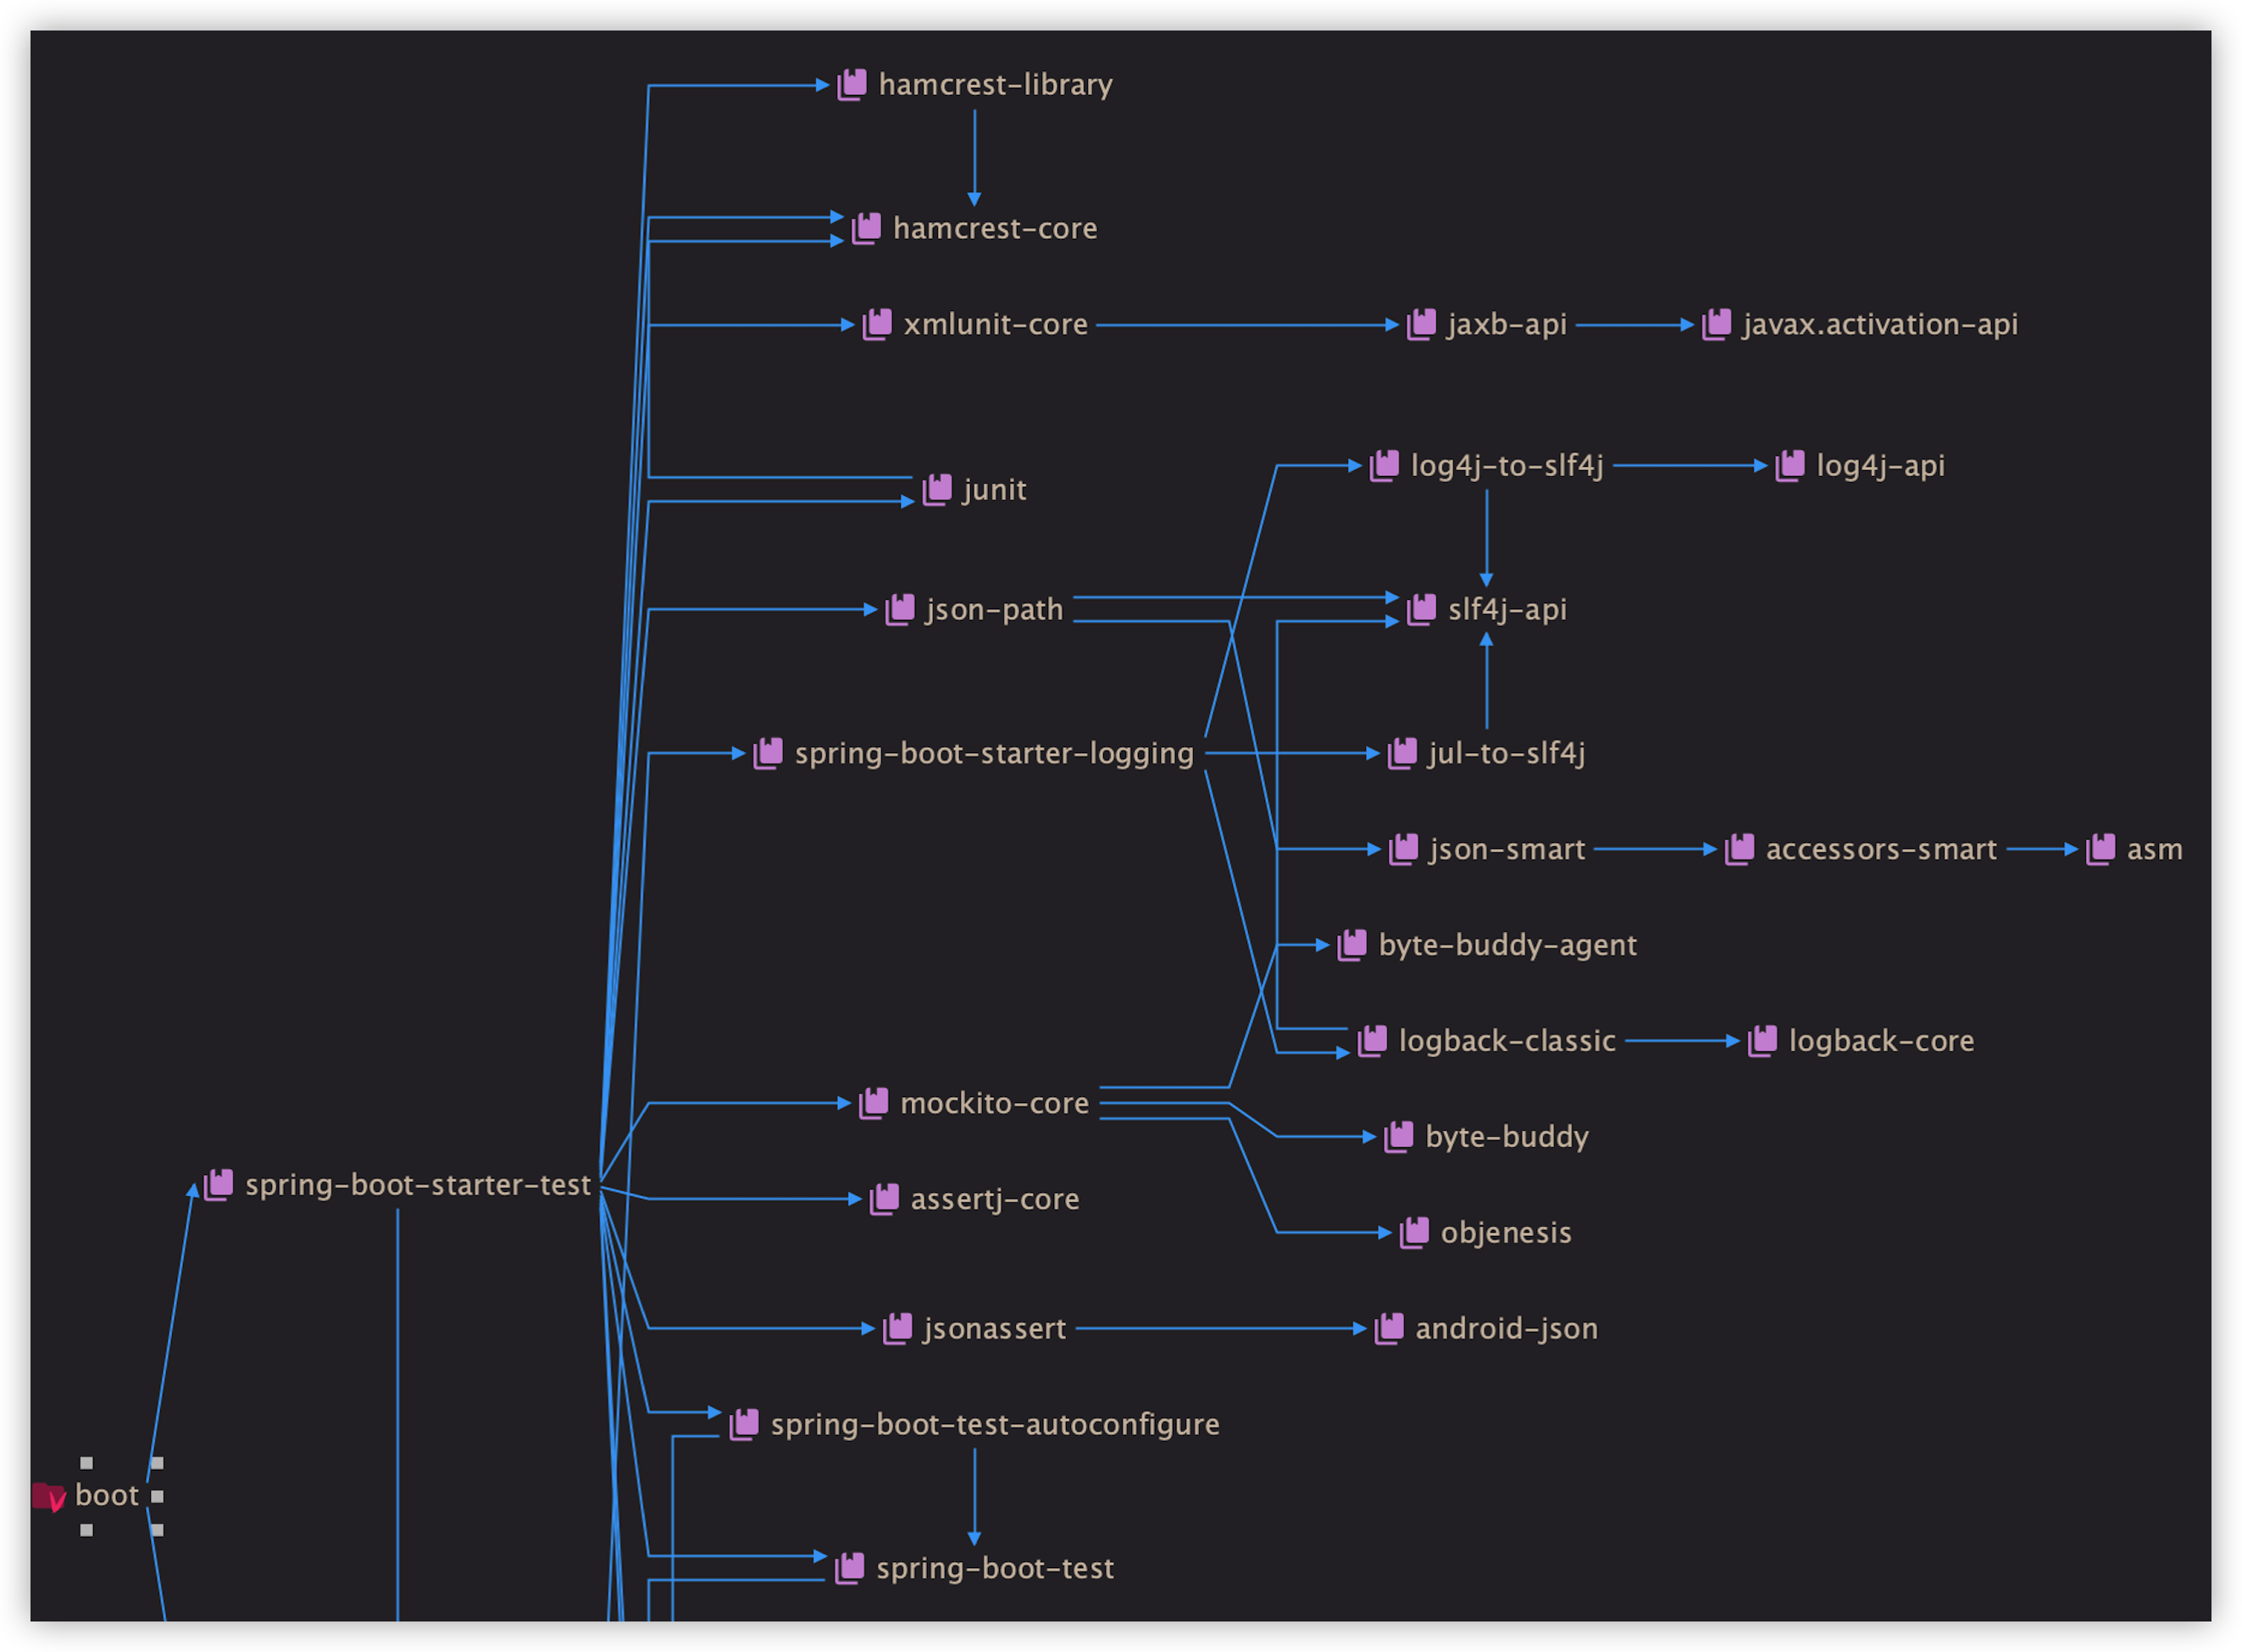 hamcrest-library
hamcrest-core
xmlunit-core
jaxb-api
javax.activation-api
log4j-to-slf4j
log4j-api
junit
json-path
slf4j-api
spring-boot-starter-logging
jul-to-slf4j
json-smart
accessors-smart
asm
byte-buddy-agent
logback-classic
logback-core
mockito-core
byte-buddy
spring-boot-starter-test
assertj-core
objenesis
jsonassert
android-json
spring-boot-test-autoconfigure
boot
spring-boot-test